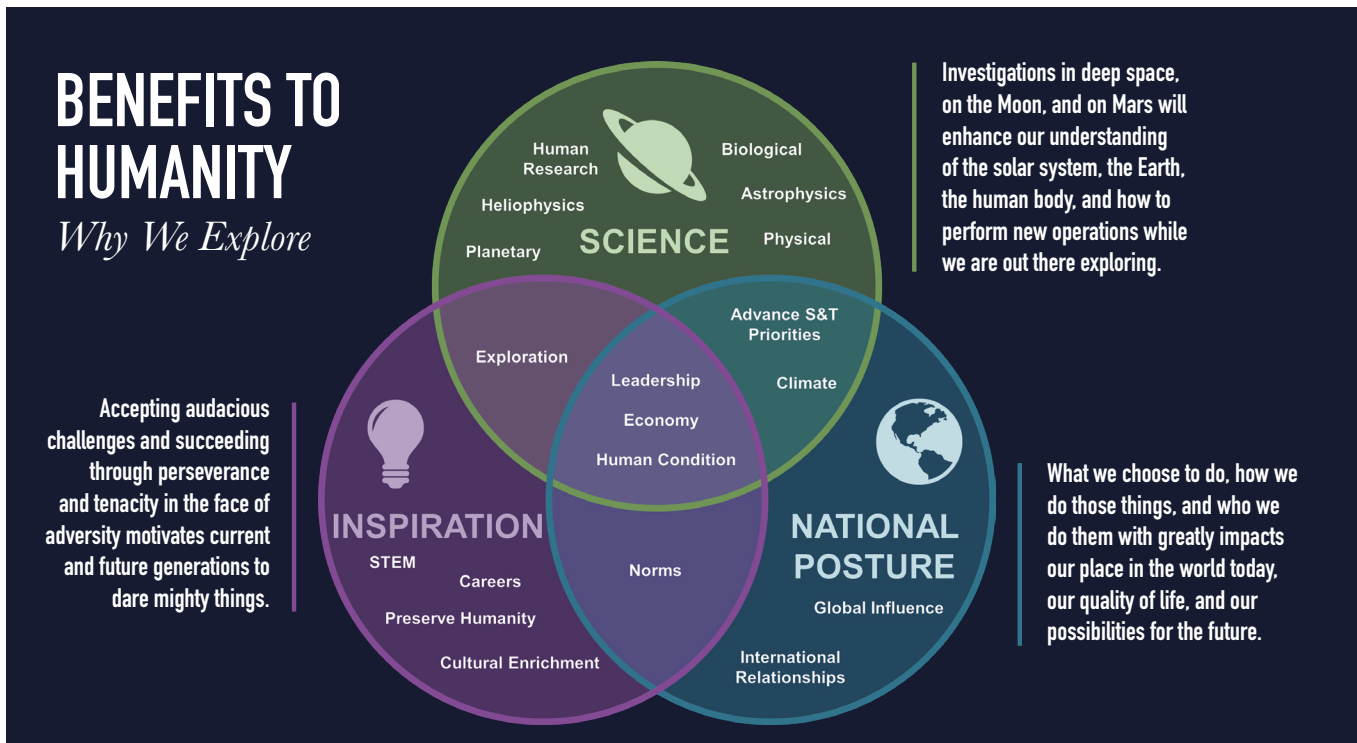 BENEFITS TO
HUMANITY
Why We Explore
Investigations in deep space,
on the Moon, and on Mars will
enhance our understanding
of the solar system, the Earth,
the human body, and how to
perform new operations while
we are out there exploring.
Human
Research
Biological
Heliophysics
Astrophysics
Planetary
SCIENCE
Physical
Exploration
Advance S&T
Priorities
Climate
Leadership
Economy
Human Condition
Accepting audacious
challenges and succeeding
through perseverance
and tenacity in the face of
adversity motivates current
and future generations to
dare mighty things.
INSPIRATION
STEM
Careers
Preserve Humanity
Cultural Enrichment
Norms
NATIONAL
POSTURE
Global Influence
International
Relationships
What we choose to do, how we
do those things, and who we
do them with greatly impacts
our place in the world today,
our quality of life, and our
possibilities for the future.